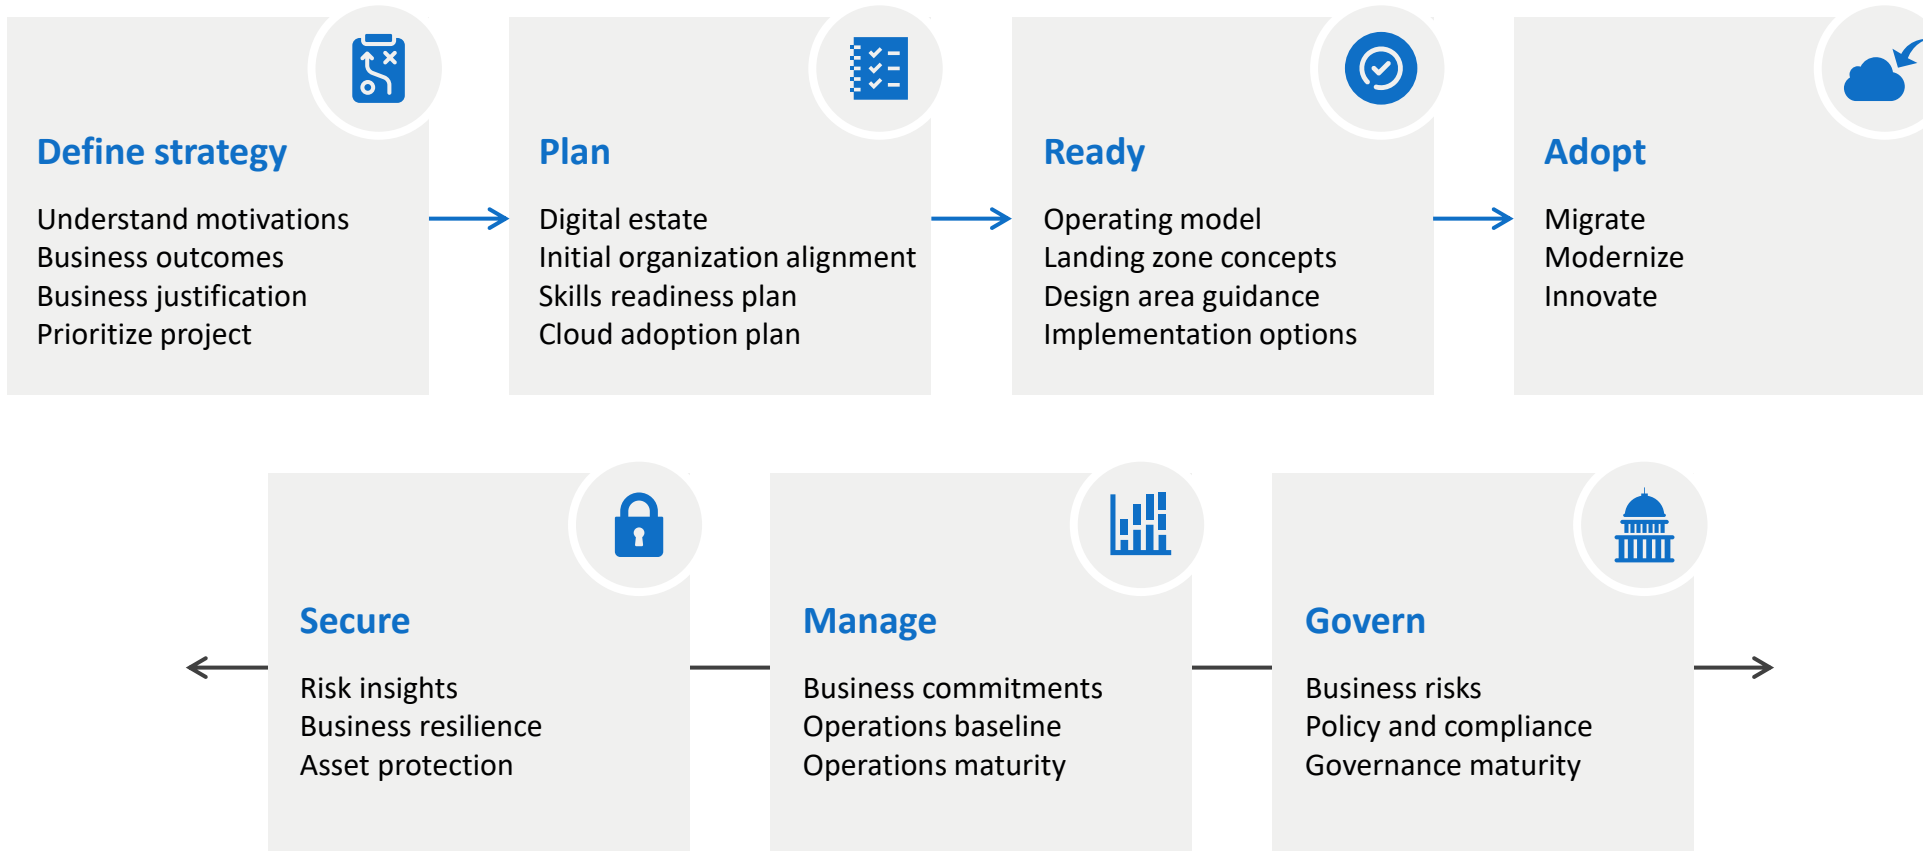 Define strategy
Understand motivations
Business outcomes
Business justification
Prioritize project
Plan
Digital estate
Initial organization alignment
Skills readiness plan
Cloud adoption plan
Ready
Operating model
Landing zone concepts
Design area guidance
Implementation options
Adopt
Migrate
Modernize
Innovate
Secure
Risk insights
Business resilience
Asset protection
Manage
Business commitments
Operations baseline
Operations maturity
Govern
Business risks
Policy and compliance
Governance maturity